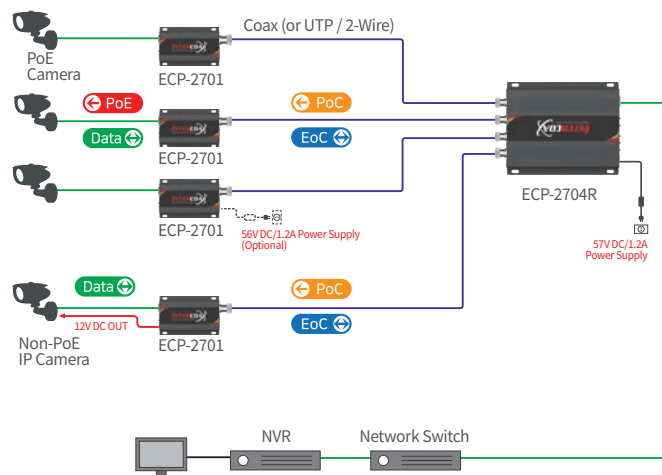 Coax (or UTP / 2-Wire)
PoE
Camera
ECP-2701
PoE
PoC
Data
EoC
ECP-2701
INTERCOAX
ECP-2704R
ECP-2701
56V DC/1.2A Power Supply
(Optional)
57V DC/1.2A
Power Supply
Data
PoC
12V DC OUT
EoC
Non-PoE
IP Camera
ECP-2701
NVR
Network Switch